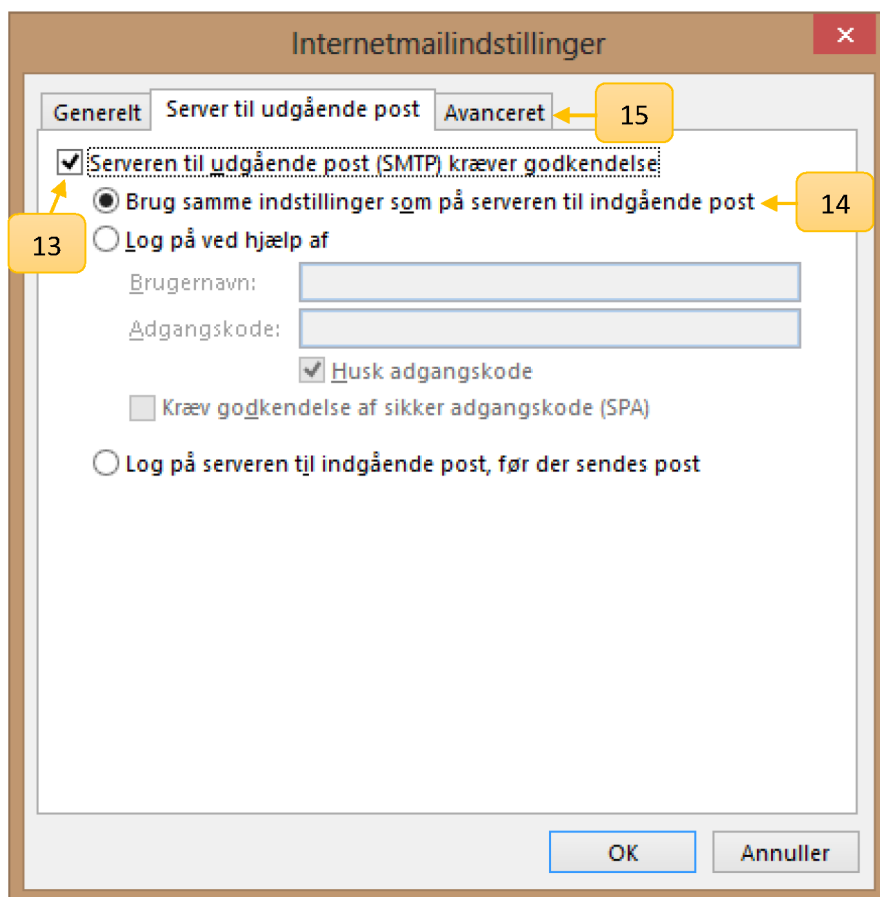 Internetmailindstillinger
Generelt Server til udgående post Avanceret 15
Serveren til udgående post (SMTP) kræver godkendelse
Brug samme indstillinger som på serveren til indgående post 14
13 Log på ved hjælp af
Brugernavn:
Adgangskode:
Husk adgangskode
Kræv godkendelse af sikker adgangskode (SPA)
Log på serveren til indgående post, før der sendes post
OK Annuller